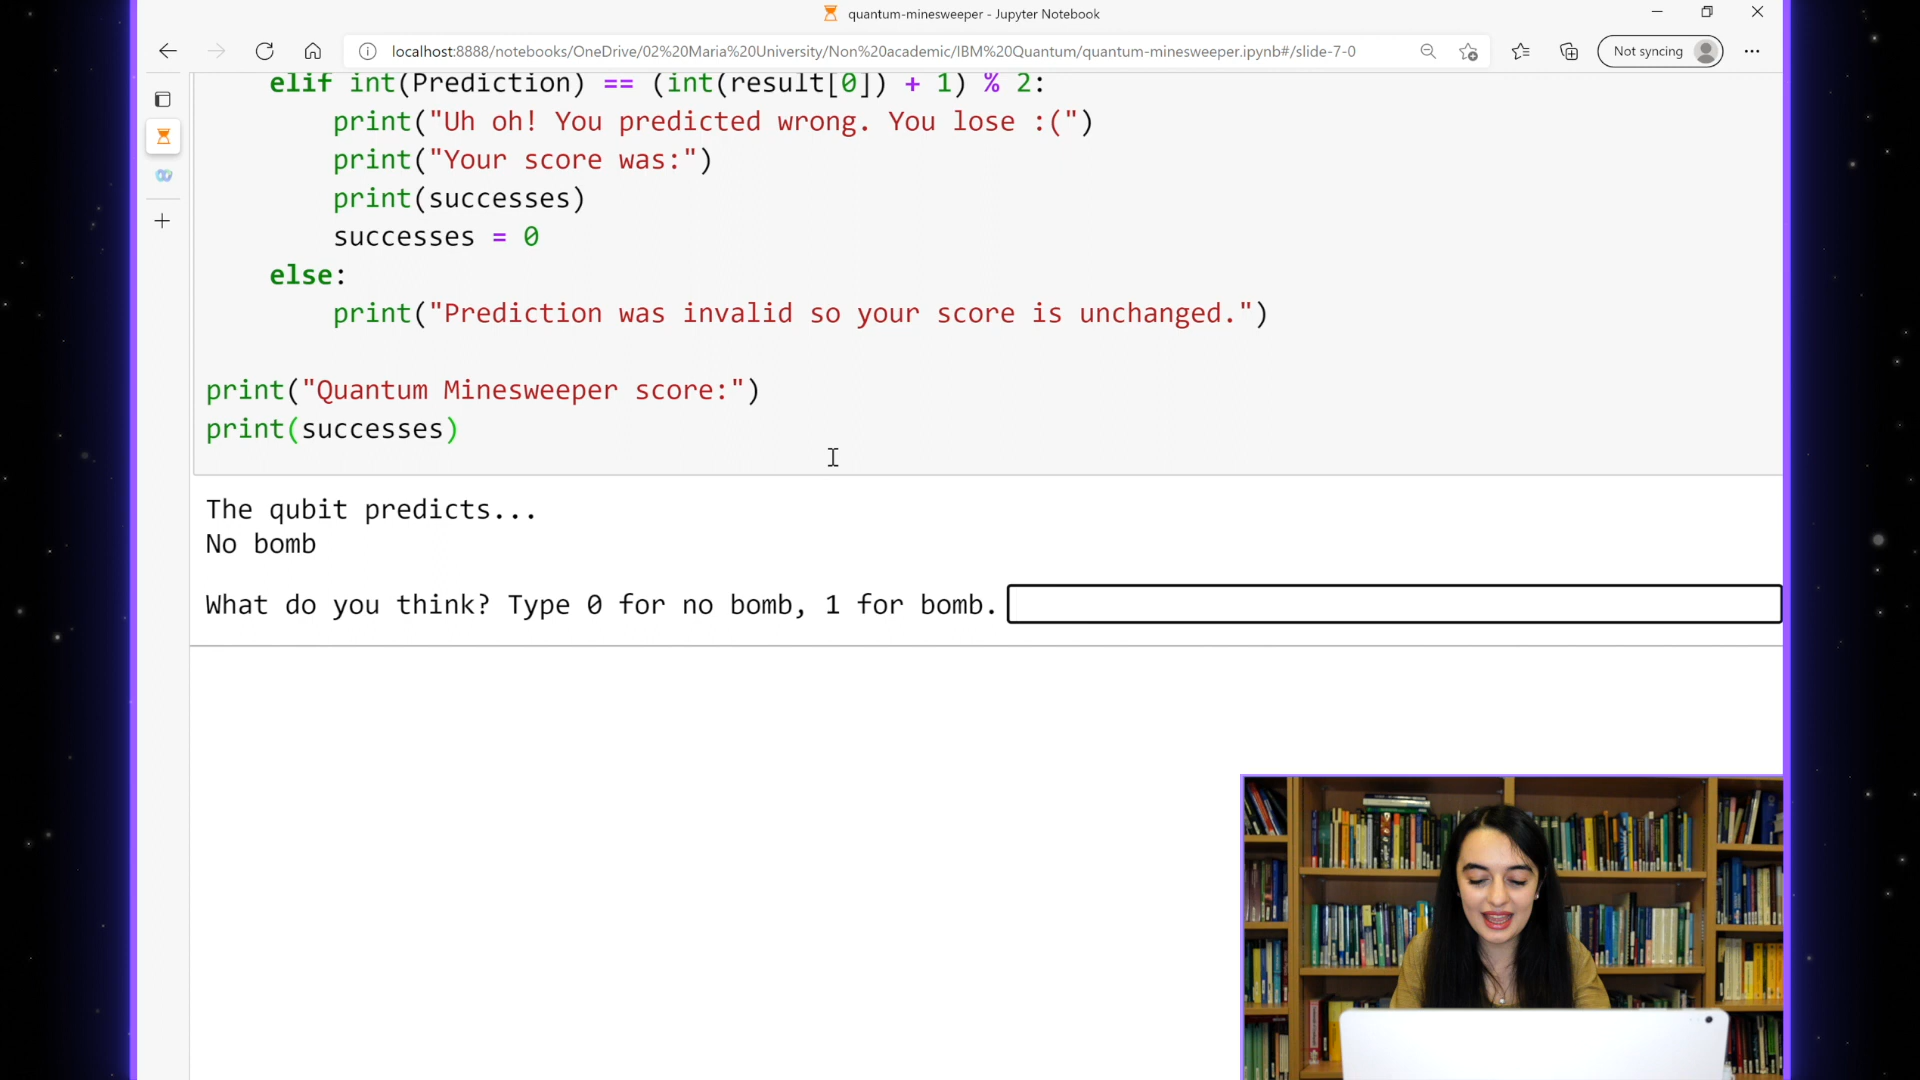 quantum-minesweeper - Jupyter Notebook
localhost:8888/notebooks/OneDrive/02%20Maria%20University/Non%20academic/IBM%20Quantum/quantum-minesweeper.ipynb#/slide-7-0
Not syncing
elif int(Prediction) == (int(result[0]) + 1) % 2:
print("Uh oh! You predicted wrong. You lose :(")
print("Your score was:")
print(successes)
successes = 0
else:
print("Prediction was invalid so your score is unchanged.")
print("Quantum Minesweeper score:")
print(successes)
The qubit predicts...
No bomb
What do you think? Type 0 for no bomb, 1 for bomb.